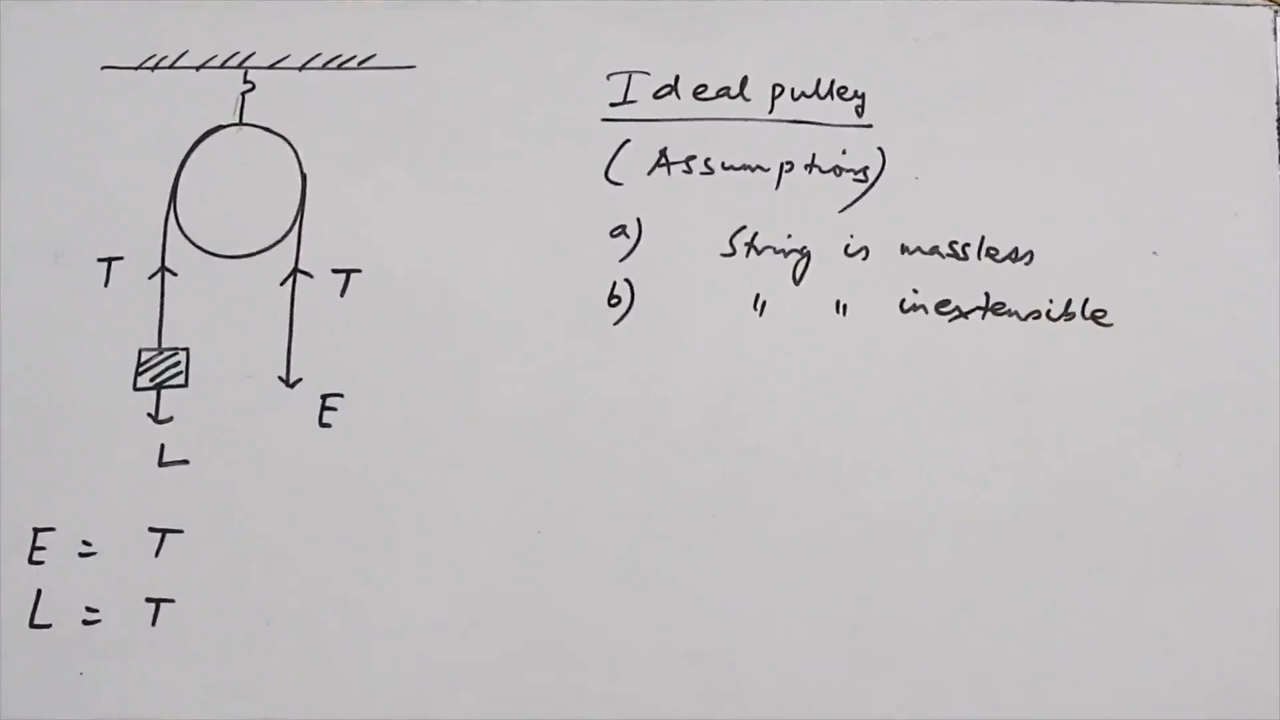 Ideal pulley
(Assumptions)
a) String is massless
b) " " inextensible
T T
E
L
E = T
L = T